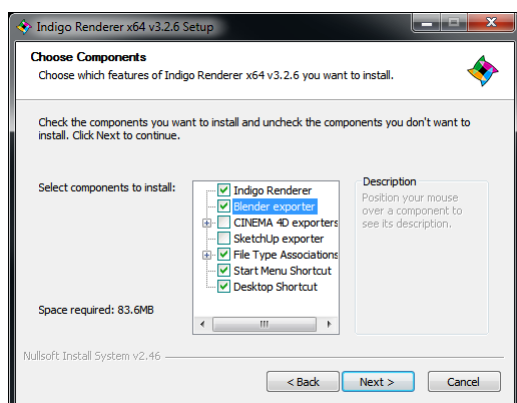 Indigo Renderer x64 v3.2.6 Setup
Choose Components
Choose which features of Indigo Renderer x64 v3.2.6 you want to install.
Check the components you want to install and uncheck the components you don't want to
install. Click Next to continue.
Select components to install:
Indigo Renderer
Blender exporter
CINEMA 4D exporters
SketchUp exporter
File Type Associations
Start Menu Shortcut
Desktop Shortcut
Description
Position your mouse
over a component to
see its description.
Space required: 83.6MB
Nullsoft Install System v2.46
< Back
Next >
Cancel